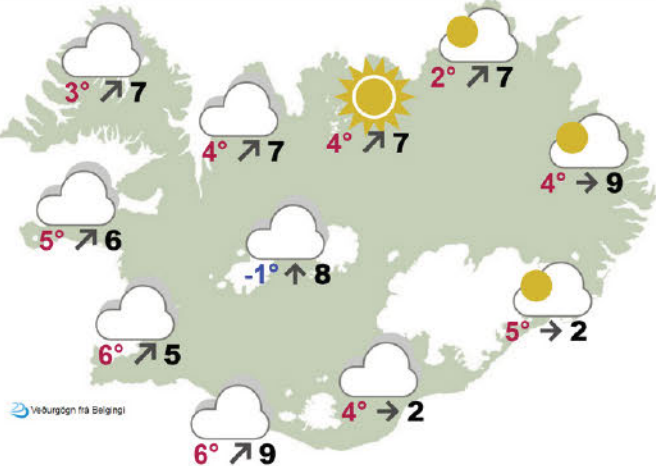 2° ↗ 7
3° ↗ 7
4° ↗ 7
4° ↗ 7
4° → 9
5° ↗ 6
-1° ↑ 8
5° → 2
6° ↗ 5
4° → 2
Veðurgögn frá Belgingi
6° ↗ 9